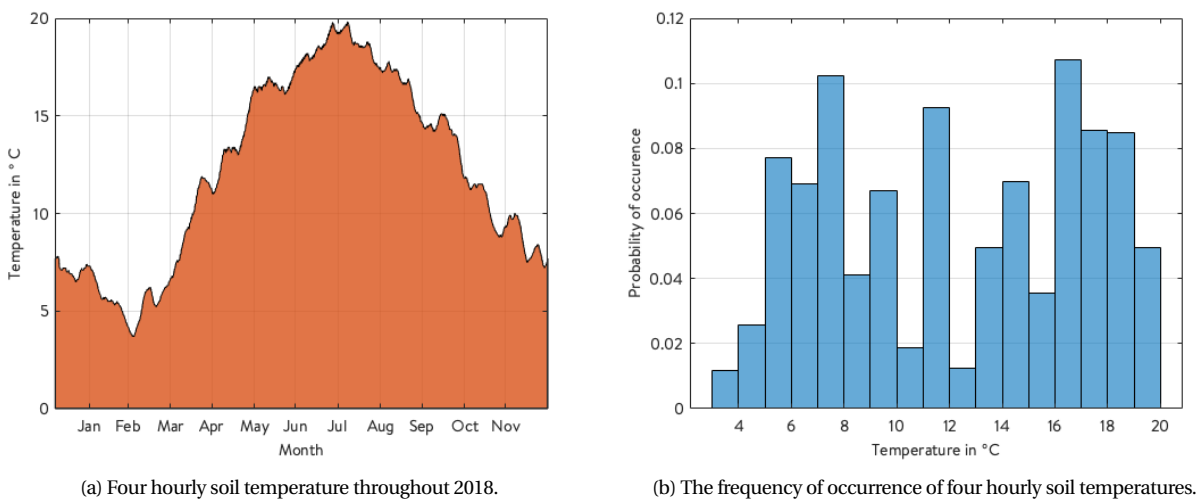 20
15
10
5
0
Temperature in ° C
Jan Feb Mar Apr May Jun Jul Aug Sep Oct Nov
Month
(a) Four hourly soil temperature throughout 2018.
0.12
0.1
0.08
0.06
0.04
0.02
0
Probability of occurence
4 6 8 10 12 14 16 18 20
Temperature in °C
(b) The frequency of occurrence of four hourly soil temperatures.